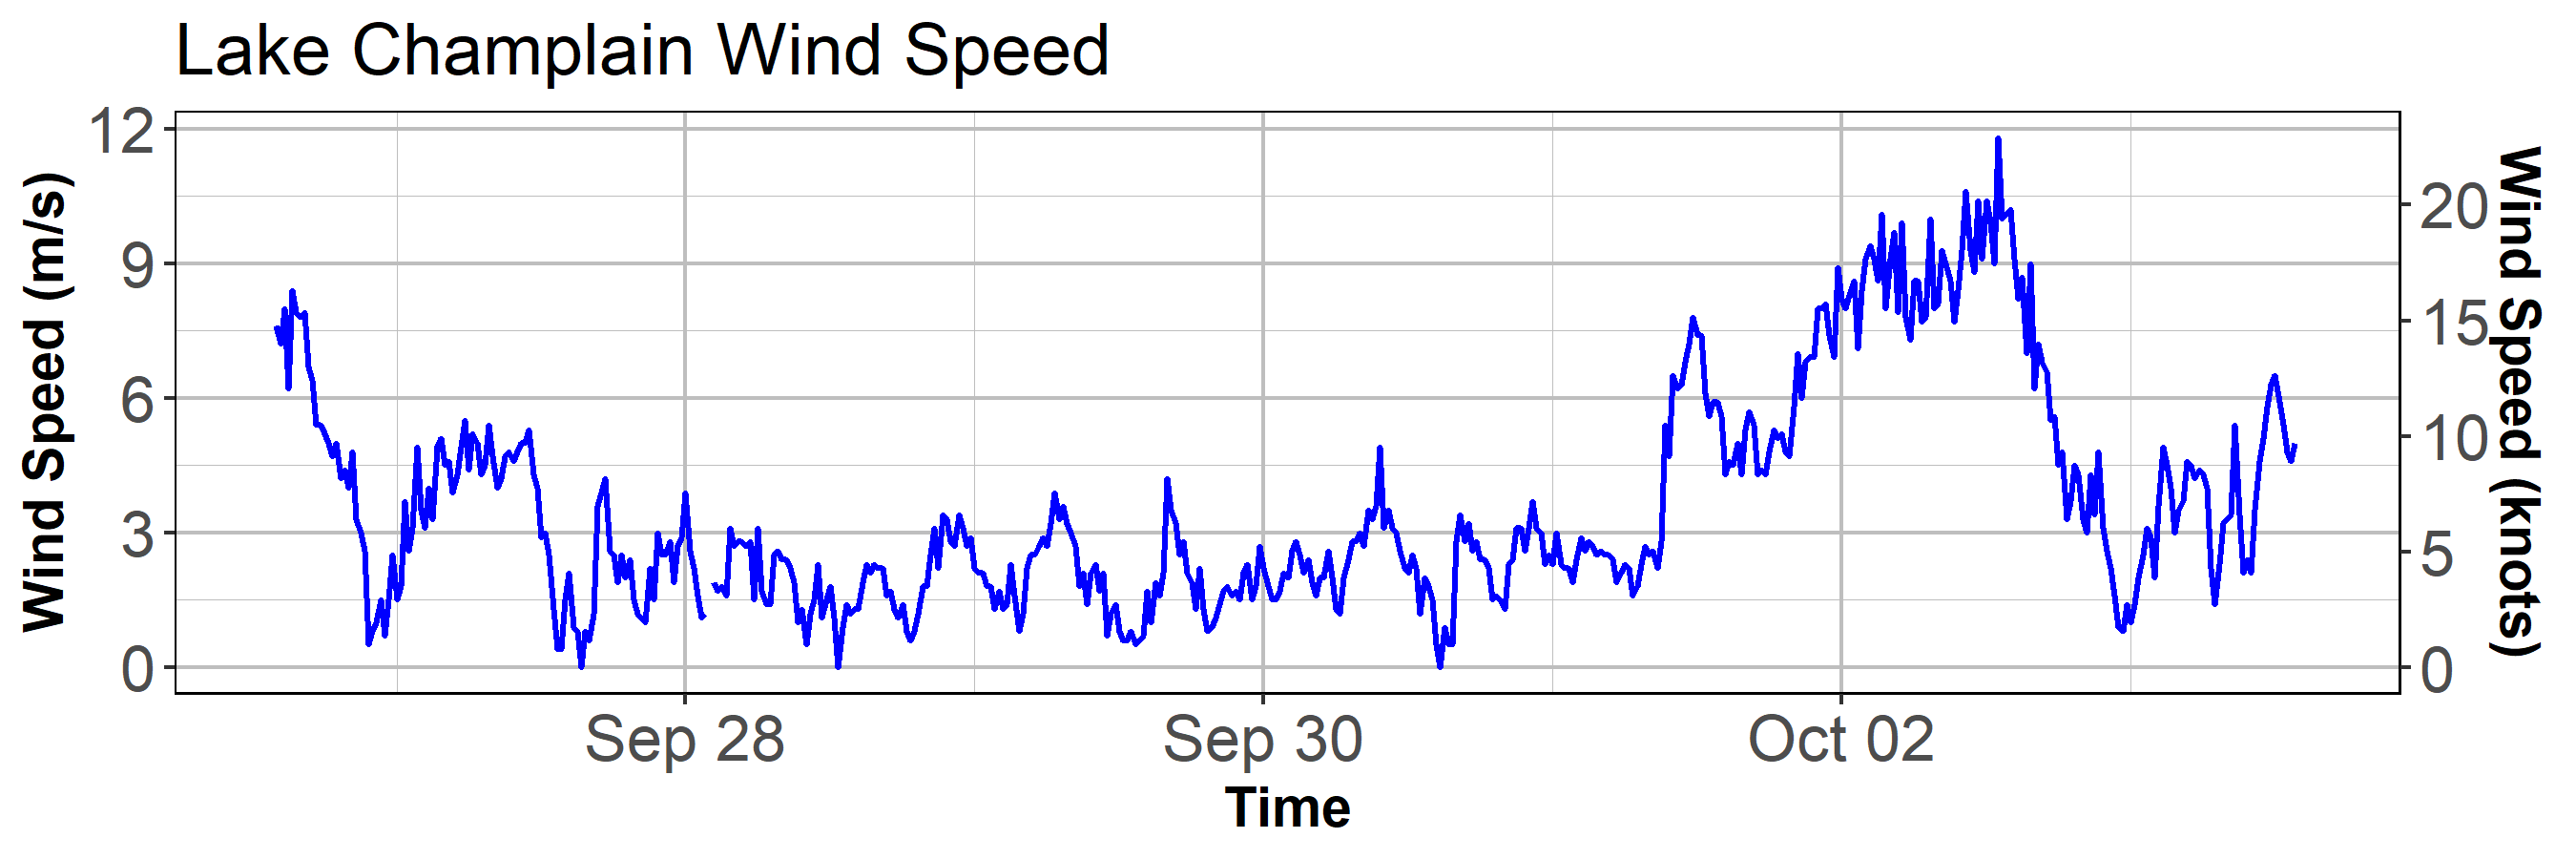 Lake Champlain Wind Speed
Wind Speed (m/s)
12
9
6
3
0
20
15
10
5
0
Wind Speed (knots)
Sep 28
Sep 30
Oct 02
Time